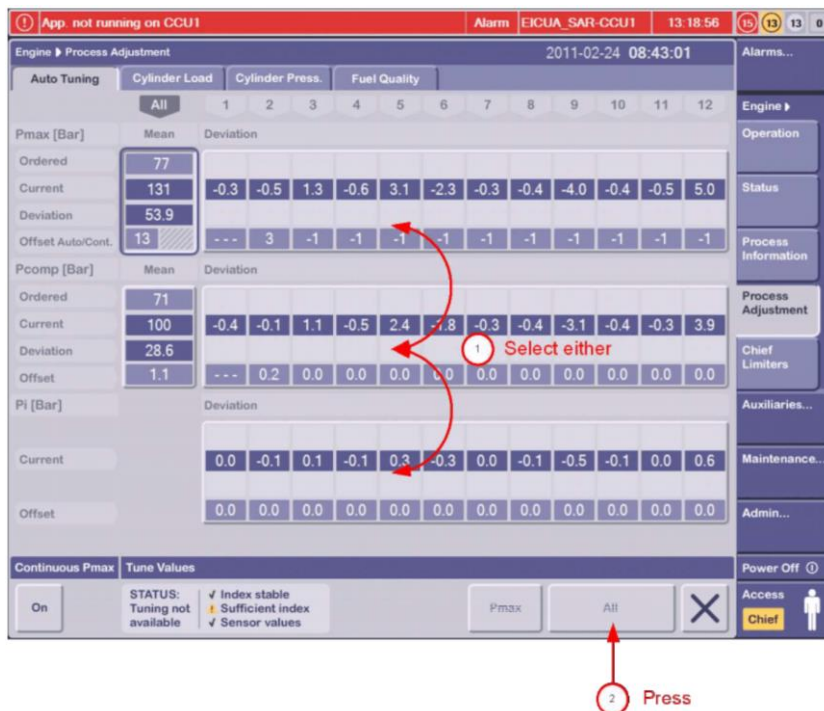 App. not running on CCU1 Alarm EICUA_SAR-CCU1 13:18:56 15 13 13 0
Engine Process Adjustment 2011-02-24 08:43:01 Alarms...
Auto Tuning Cylinder Load Cylinder Press. Fuel Quality
All 1 2 3 4 5 6 7 8 9 10 11 12 Engine
Pmax [Bar] Mean Deviation Operation
Ordered 77
Current 131 -0.3 -0.5 1.3 -0.6 3.1 -2.3 -0.3 -0.4 -4.0 -0.4 -0.5 5.0 Status
Deviation 53.9
Offset Auto/Cont. 13 --- 3 -1 -1 -1 -1 -1 -1 -1 -1 -1 -1 Process
Information
Pcomp [Bar] Mean Deviation
Ordered 71 Process
Adjustment
Current 100 -0.4 -0.1 1.1 -0.5 2.4 -1.8 -0.3 -0.4 -3.1 -0.4 -0.3 3.9
Deviation 28.6 1 Select either Chief
Limiters
Offset 1.1 --- 0.2 0.0 0.0 0.0 0.0 0.0 0.0 0.0 0.0 0.0 0.0
Pi [Bar] Deviation Auxiliaries...
Current 0.0 -0.1 0.1 -0.1 0.3 -0.3 0.0 -0.1 -0.5 -0.1 0.0 0.6 Maintenance..
Offset 0.0 0.0 0.0 0.0 0.0 0.0 0.0 0.0 0.0 0.0 0.0 0.0 Admin...
Continuous Pmax Tune Values Power Off
On STATUS:
Tuning not
available
√ Index stable
! Sufficient index
√ Sensor values
Pmax All Access
Chief
2 Press